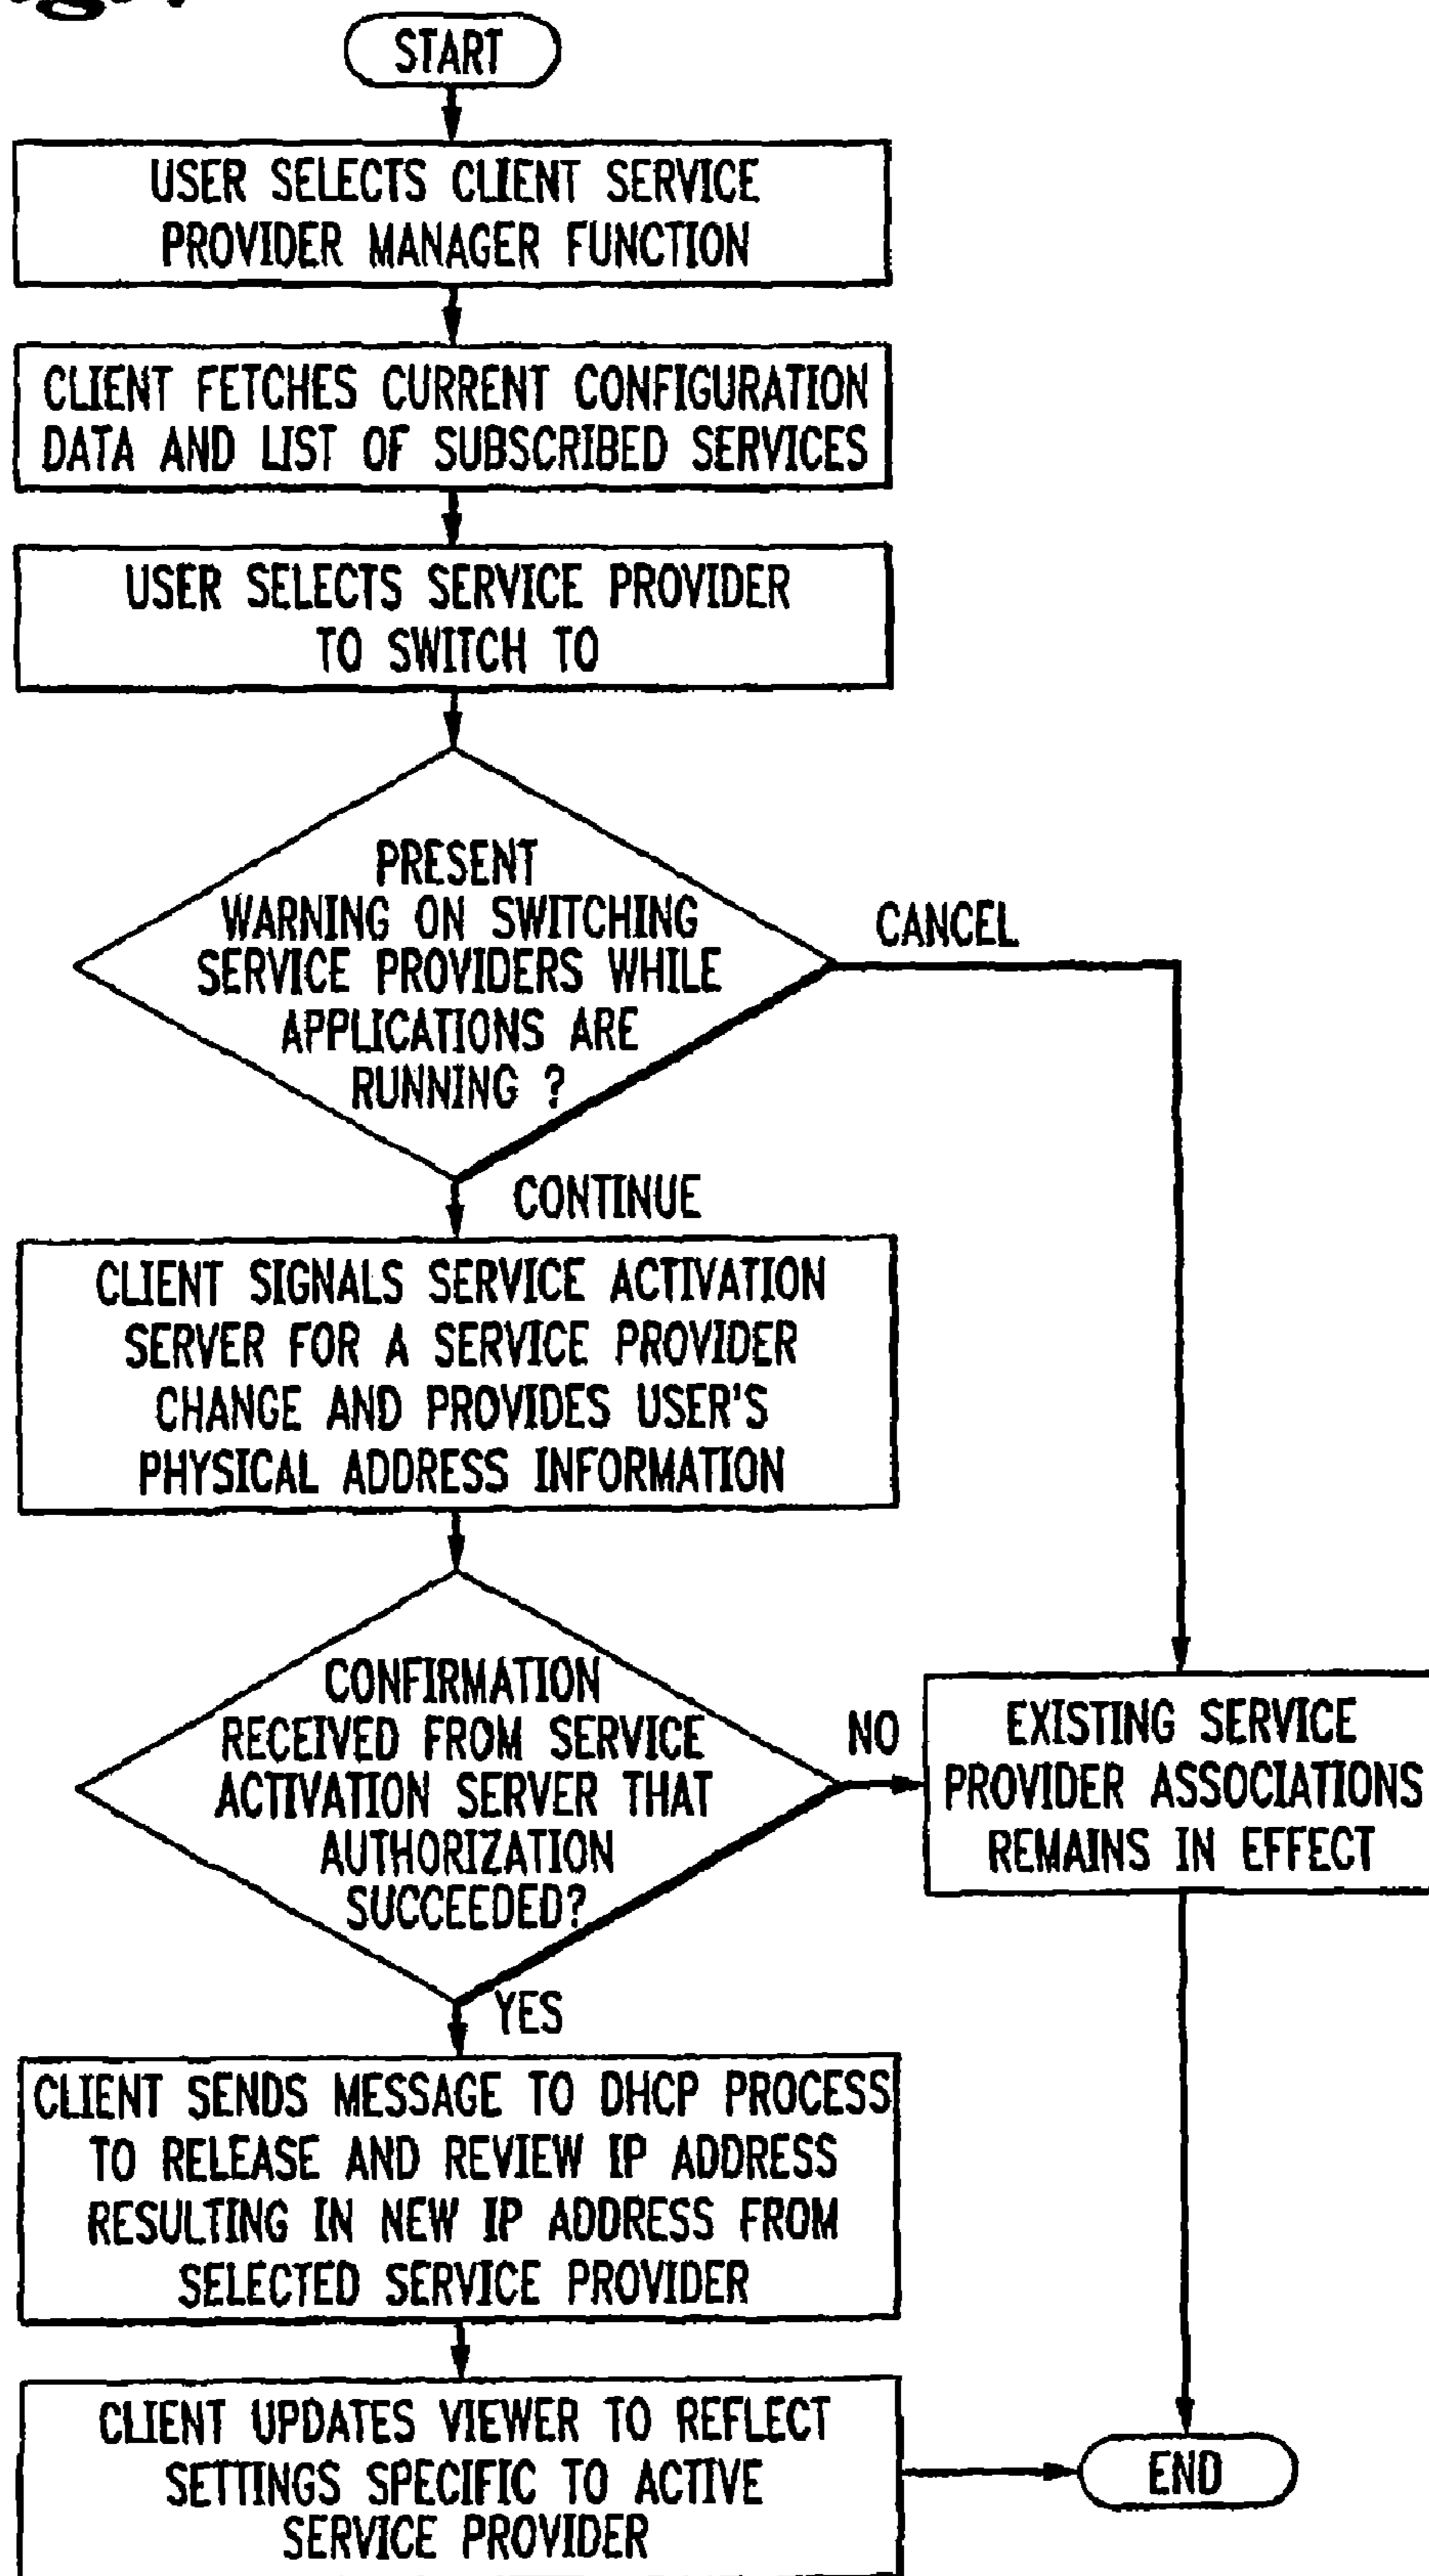 START
USER SELECTS CLIENT SERVICE
PROVIDER MANAGER FUNCTION
CLIENT FETCHES CURRENT CONFIGURATION
DATA AND LIST OF SUBSCRIBED SERVICES
USER SELECTS SERVICE PROVIDER
TO SWITCH TO
PRESENT
WARNING ON SWITCHING
SERVICE PROVIDERS WHILE
APPLICATIONS ARE
RUNNING ?
CANCEL
CONTINUE
CLIENT SIGNALS SERVICE ACTIVATION
SERVER FOR A SERVICE PROVIDER
CHANGE AND PROVIDES USER'S
PHYSICAL ADDRESS INFORMATION
CONFIRMATION
RECEIVED FROM SERVICE
ACTIVATION SERVER THAT
AUTHORIZATION
SUCCEEDED?
NO
EXISTING SERVICE
PROVIDER ASSOCIATIONS
REMAINS IN EFFECT
YES
CLIENT SENDS MESSAGE TO DHCP PROCESS
TO RELEASE AND REVIEW IP ADDRESS
RESULTING IN NEW IP ADDRESS FROM
SELECTED SERVICE PROVIDER
CLIENT UPDATES VIEWER TO REFLECT
SETTINGS SPECIFIC TO ACTIVE
SERVICE PROVIDER
END